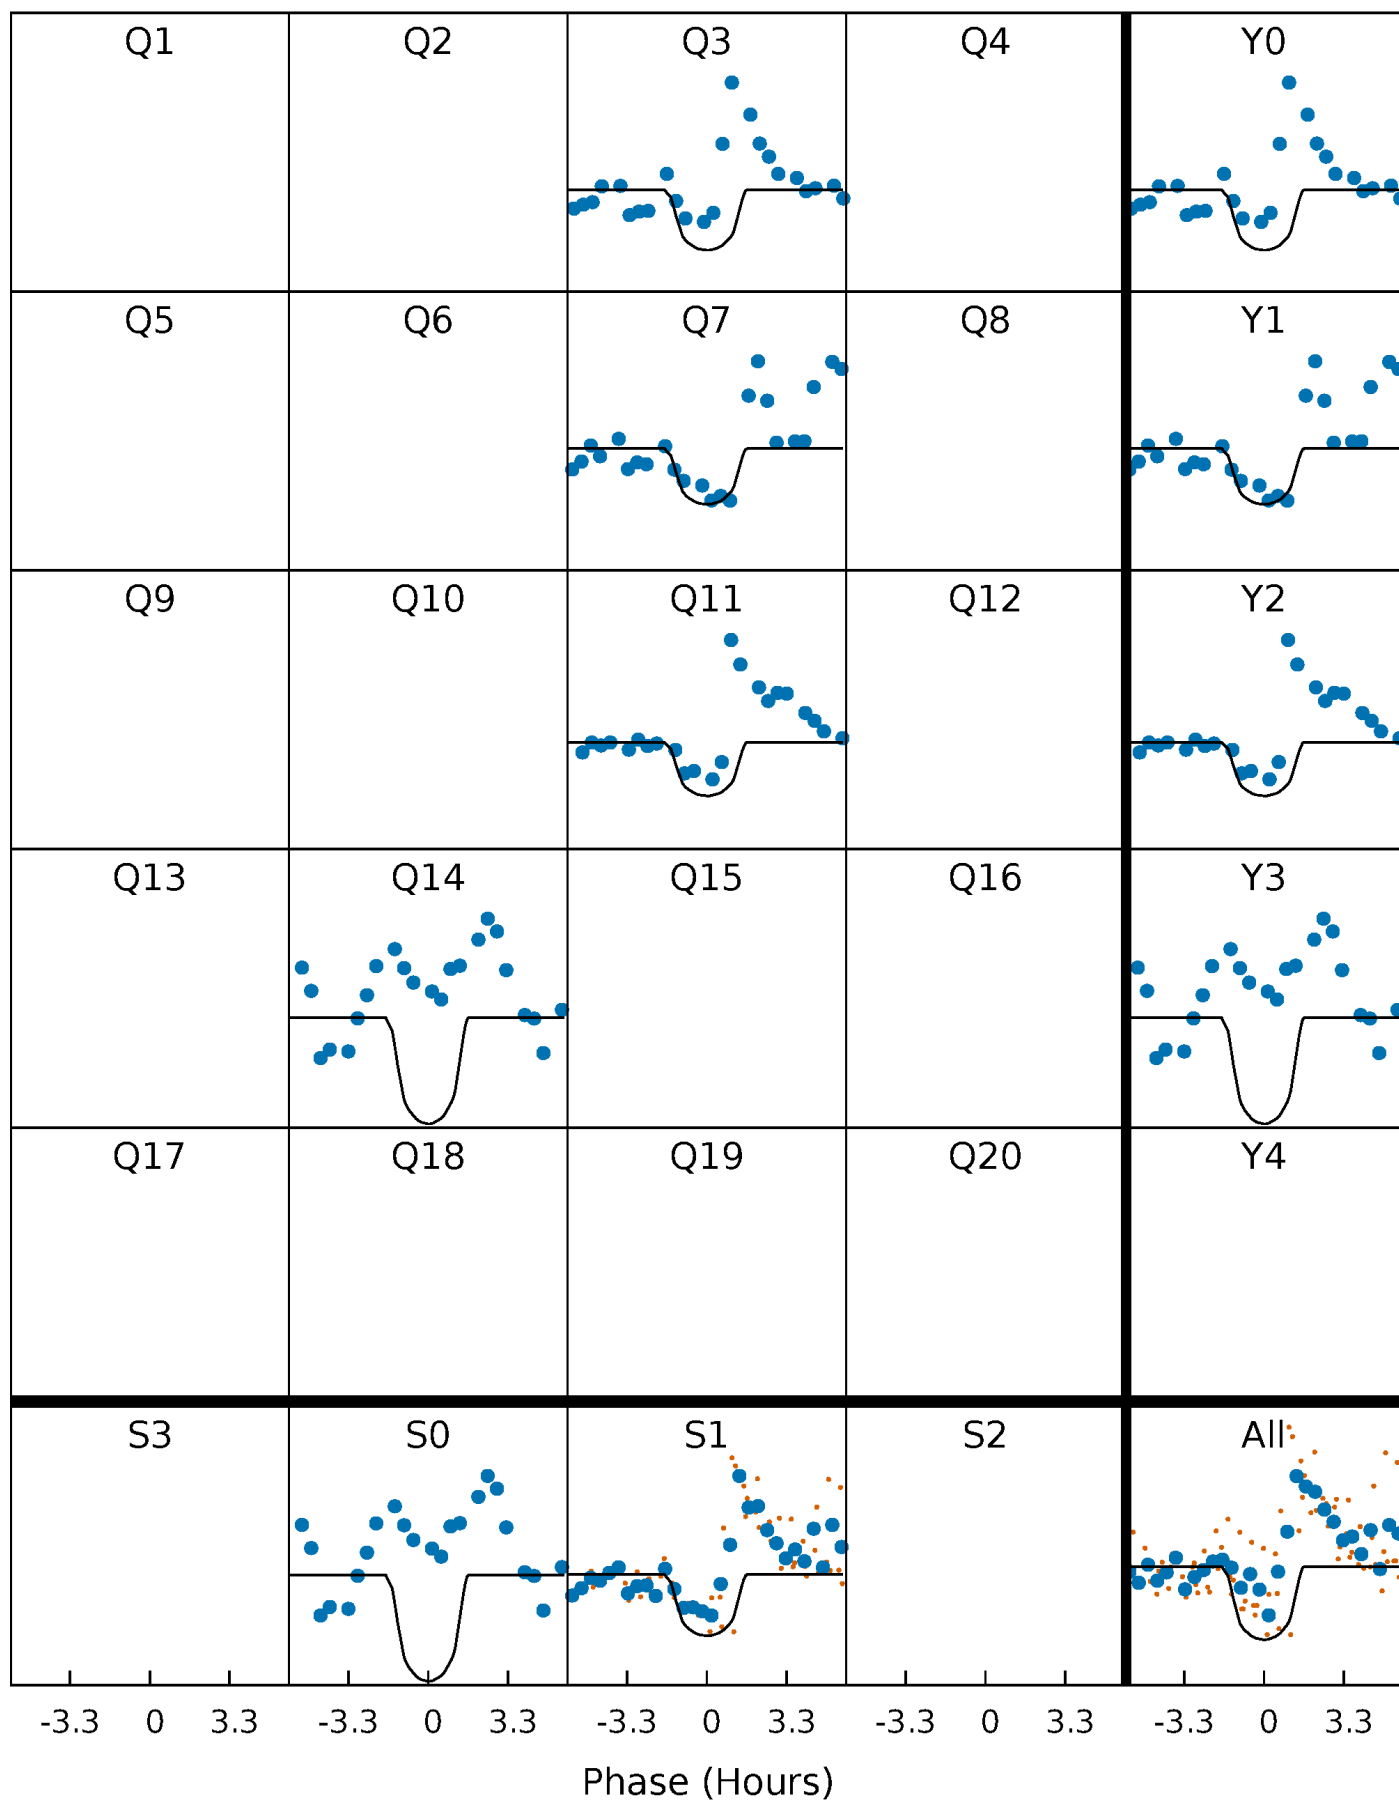 Q1 Q2 Q3 Q4 Y0
Q5 Q6 Q7 Q8 Y1
Q9 Q10 Q11 Q12 Y2
Q13 Q14 Q15 Q16 Y3
Q17 Q18 Q19 Q20 Y4
S3 S0 S1 S2 All
-3.3 0 3.3 -3.3 0 3.3 -3.3 0 3.3 -3.3 0 3.3 -3.3 0 3.3
Phase (Hours)